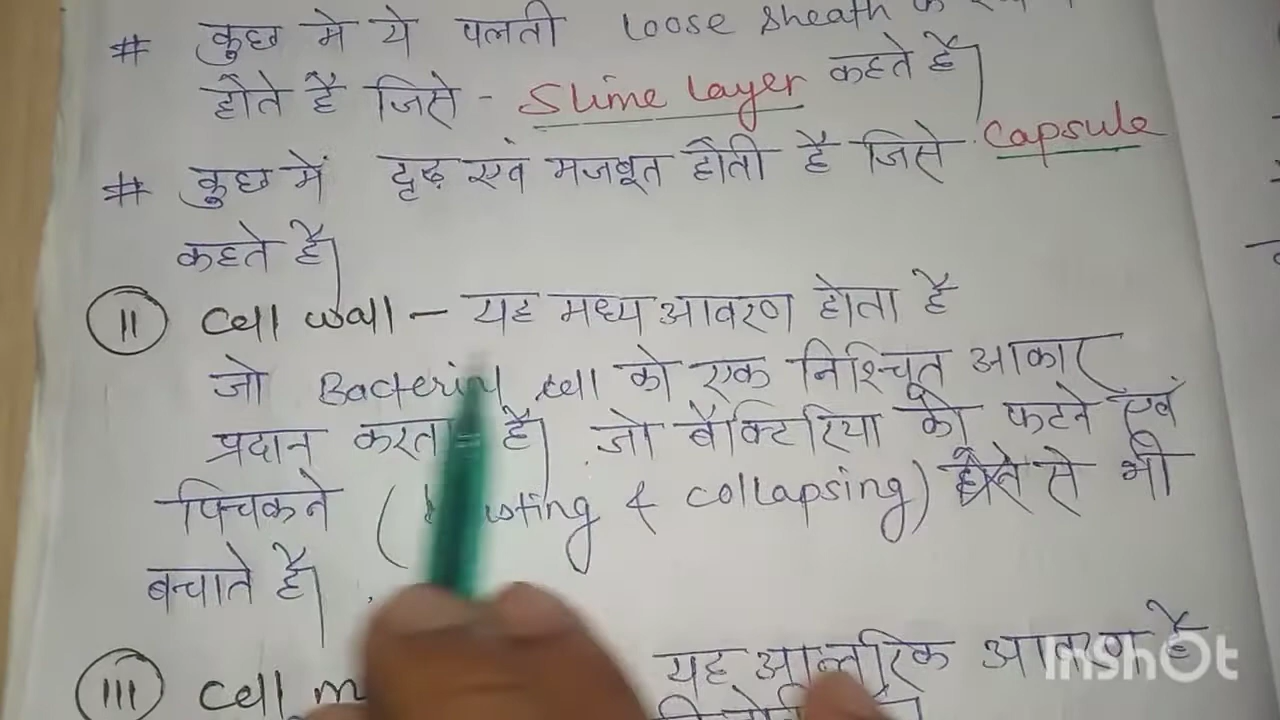 # कुछ मे ये पलती Loose Sheath
होते है जिसे - Slime Layer कहते है।
# कुछ में दृढ़ एवं मजबूत होती है जिसे Capsule
कहते है।
II Cell wall – यह मध्य आवरण होता है
जो Bacterial cell को एक निश्चित आकार
प्रदान करता है। जो बैक्टिरिया को फटने एवं
पिचकने ( & collapsing) से भी
बचाते है।
III Cell यह आन्तरिक आवरण है
InShOt